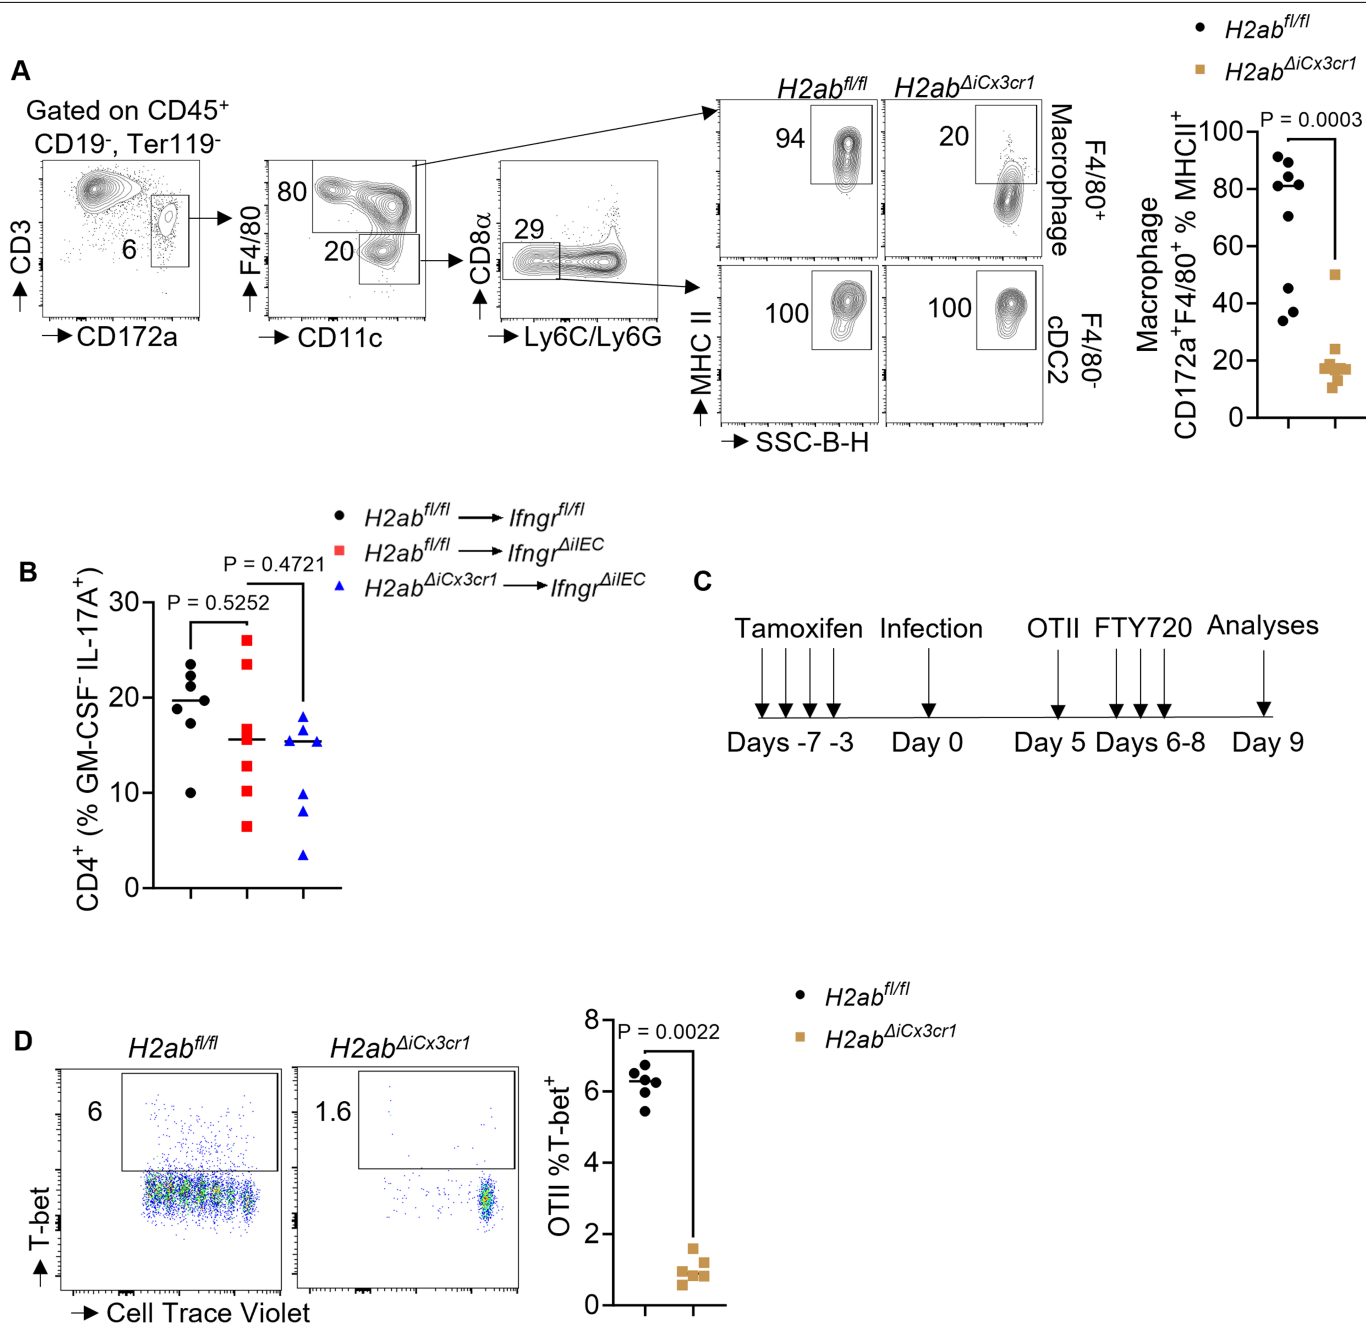 H2ab^fl/fl
H2ab^ΔiCx3cr1
A
Gated on CD45+
CD19-, Ter119-
CD3
6
CD172a
F4/80
80
20
CD11c
CD8α
29
Ly6C/Ly6G
H2ab^fl/fl
H2ab^ΔiCx3cr1
94
20
F4/80+
Macrophage
100
100
F4/80-
cDC2
MHC II
SSC-B-H
Macrophage
CD172a+F4/80+ % MHCII+
P = 0.0003
100
80
60
40
20
0
B
H2ab^fl/fl → Ifngr^fl/fl
H2ab^fl/fl → Ifngr^ΔiIEC
H2ab^ΔiCx3cr1 → Ifngr^ΔiIEC
CD4+ (% GM-CSF- IL-17A+)
P = 0.4721
P = 0.5252
30
20
10
0
C
Tamoxifen Infection OTII FTY720 Analyses
Days -7 -3 Day 0 Day 5 Days 6-8 Day 9
D
H2ab^fl/fl
H2ab^ΔiCx3cr1
6
1.6
T-bet
Cell Trace Violet
H2ab^fl/fl
H2ab^ΔiCx3cr1
OTII %T-bet+
P = 0.0022
8
6
4
2
0